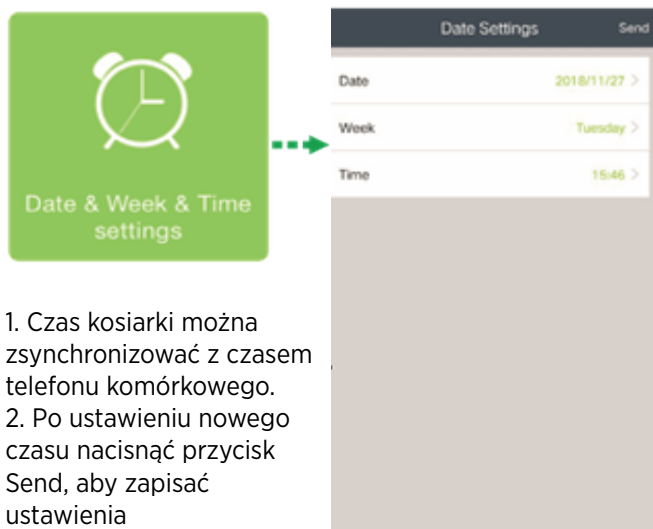 Date & Week & Time
settings
Date Settings
Send
Date 2018/11/27 >
Week Tuesday >
Time 15:46 >
1. Czas kosiarki można
zsynchronizować z czasem
telefonu komórkowego.
2. Po ustawieniu nowego
czasu nacisnąć przycisk
Send, aby zapisać
ustawienia